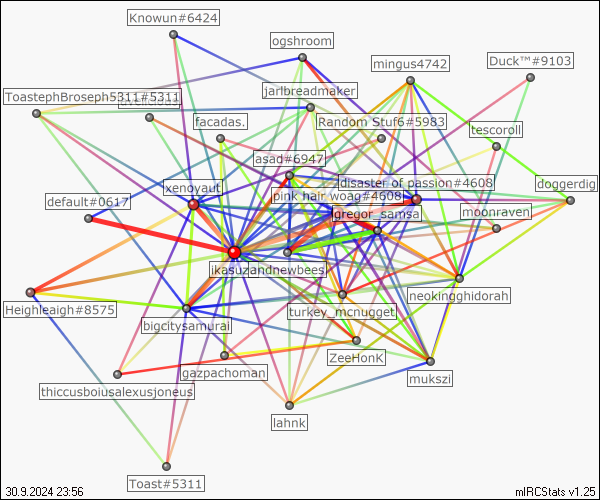 Knowun#6424
ogshroom
mingus4742
Duck™#9103
ToastephBroseph5311#5311
jarlbreadmaker
facadas.
Random Stuf6#5983
tescoroll
asad#6947
xenoyaut
disaster of passion#4608
doggerdig
default#0617
pink hair woag#4608
gregor_samsa
moonraven
ikasuzandnewbees
neokingghidorah
Heighleaigh#8575
turkey_mcnugget
bigcitysamurai
ZeeHonK
gazpachoman
mukszi
thiccusboiusalexusjoneus
lahnk
Toast#5311
30.9.2024 23:56
mIRCStats v1.25